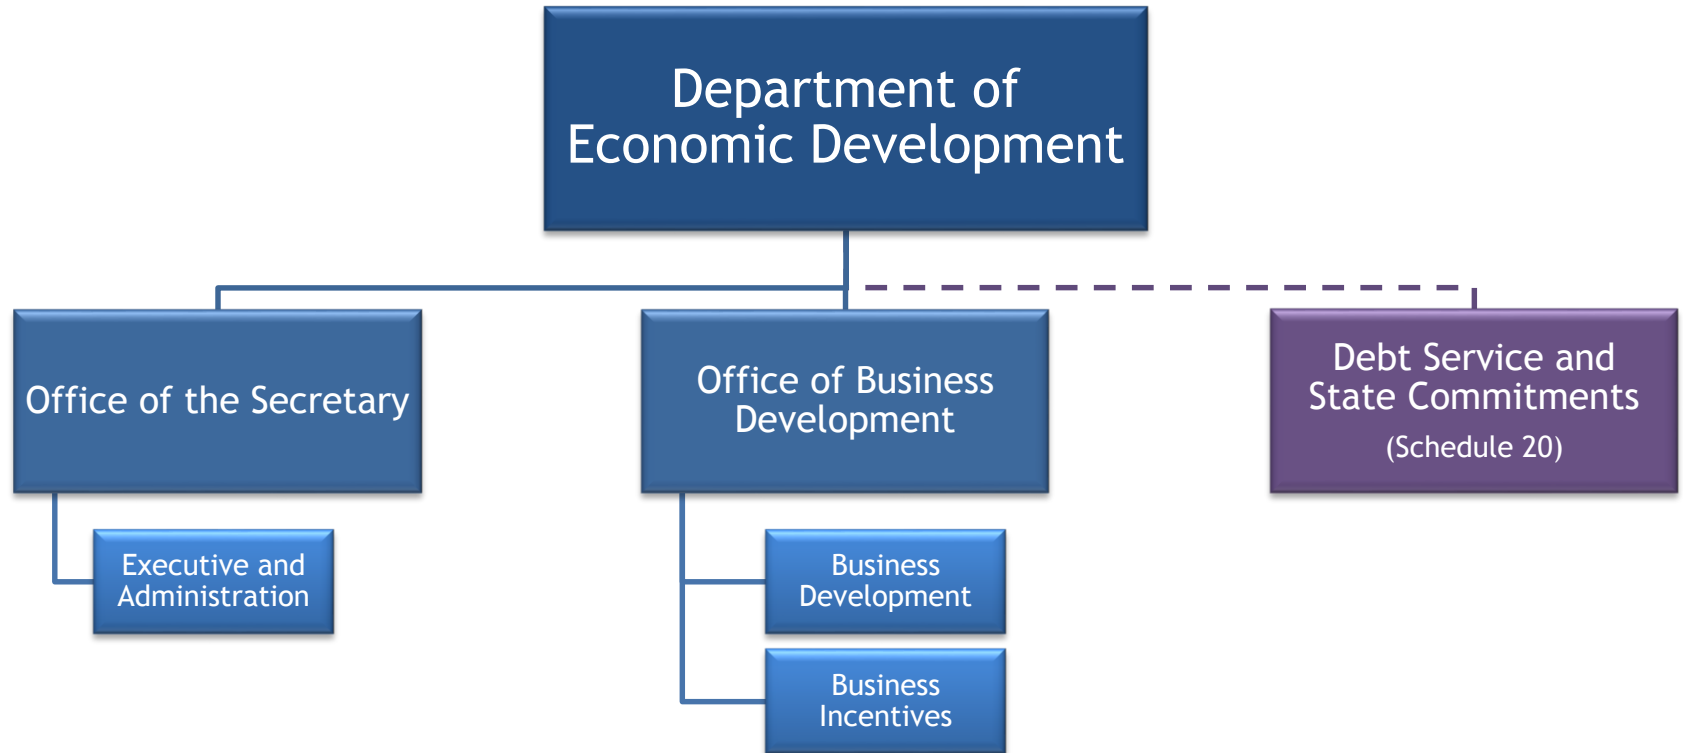 Department of
Economic Development
Office of the Secretary
Office of Business
Development
Debt Service and
State Commitments
(Schedule 20)
Executive and
Administration
Business
Development
Business
Incentives